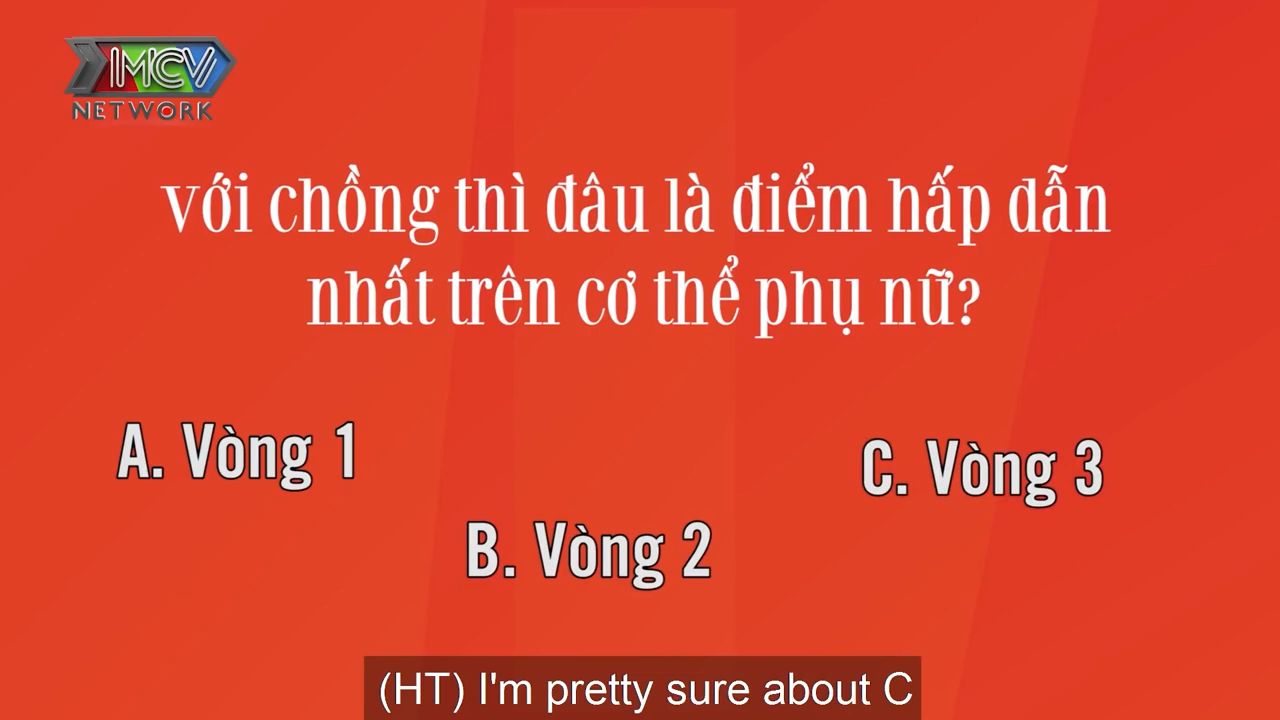 MCV
NETWORK
với chồng thì đâu là điểm hấp dẫn
nhất trên cơ thể phụ nữ?
A. Vòng 1
C. Vòng 3
B. Vòng 2
(HT) I'm pretty sure about C